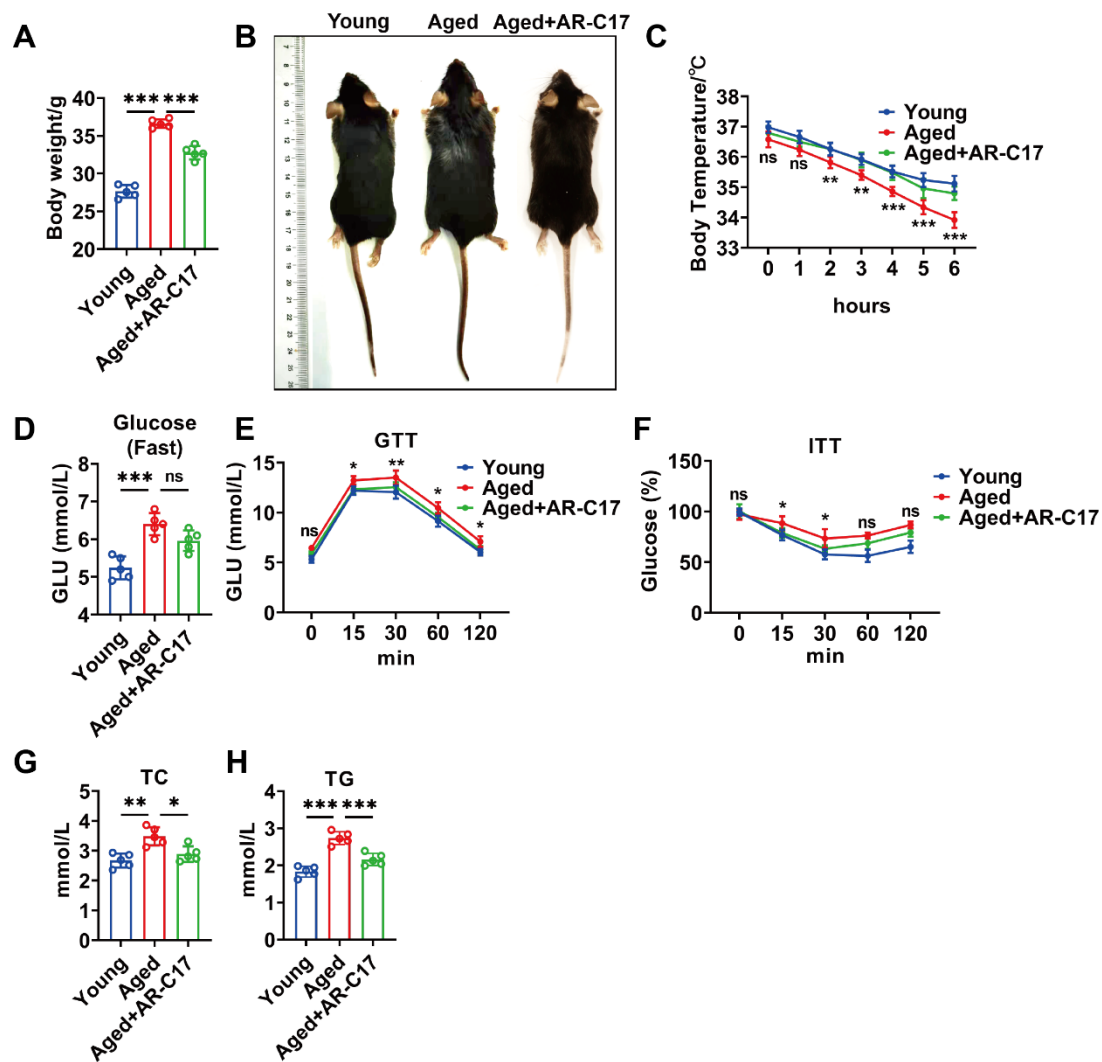 A
*** ***
Body weight/g
40
35
30
25
20
Young
Aged
Aged+AR-C17
B
Young Aged Aged+AR-C17
C
Body Temperature/℃
37
36
35
34
33
ns ns ** ** *** *** ***
0 1 2 3 4 5 6
hours
Young
Aged
Aged+AR-C17
D
Glucose
(Fast)
*** ns
GLU (mmol/L)
8
7
6
5
4
Young
Aged
Aged+AR-C17
E
GTT
GLU (mmol/L)
15
10
5
0
ns * ** * *
0 15 30 60 120
min
Young
Aged
Aged+AR-C17
F
ITT
Glucose (%)
150
100
50
0
ns * * ns ns
0 15 30 60 120
min
Young
Aged
Aged+AR-C17
G
TC
** *
mmol/L
5
4
3
2
1
0
Young
Aged
Aged+AR-C17
H
TG
*** ***
mmol/L
4
3
2
1
0
Young
Aged
Aged+AR-C17